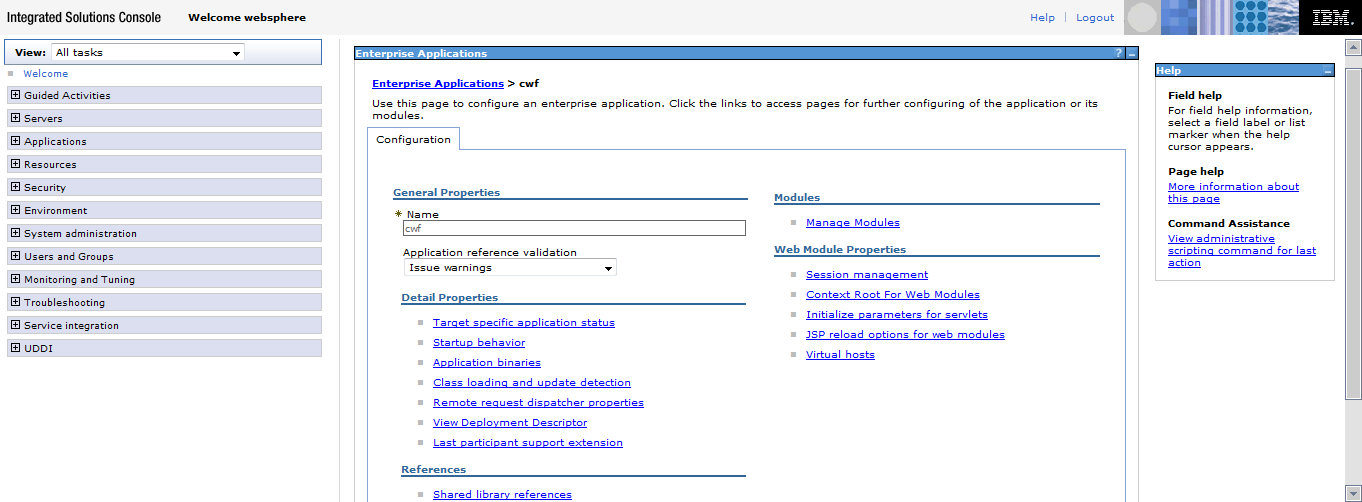 Integrated Solutions Console Welcome websphere Help | Logout IBM.
View: All tasks
Welcome
Guided Activities
Servers
Applications
Resources
Security
Environment
System administration
Users and Groups
Monitoring and Tuning
Troubleshooting
Service integration
UDDI
Enterprise Applications ? –
Enterprise Applications > cwf
Use this page to configure an enterprise application. Click the links to access pages for further configuring of the application or its
modules.
Configuration
General Properties
* Name
cwf
Application reference validation
Issue warnings
Detail Properties
Target specific application status
Startup behavior
Application binaries
Class loading and update detection
Remote request dispatcher properties
View Deployment Descriptor
Last participant support extension
References
Shared library references
Modules
Manage Modules
Web Module Properties
Session management
Context Root For Web Modules
Initialize parameters for servlets
JSP reload options for web modules
Virtual hosts
Help –
Field help
For field help information,
select a field label or list
marker when the help
cursor appears.
Page help
More information about
this page
Command Assistance
View administrative
scripting command for last
action